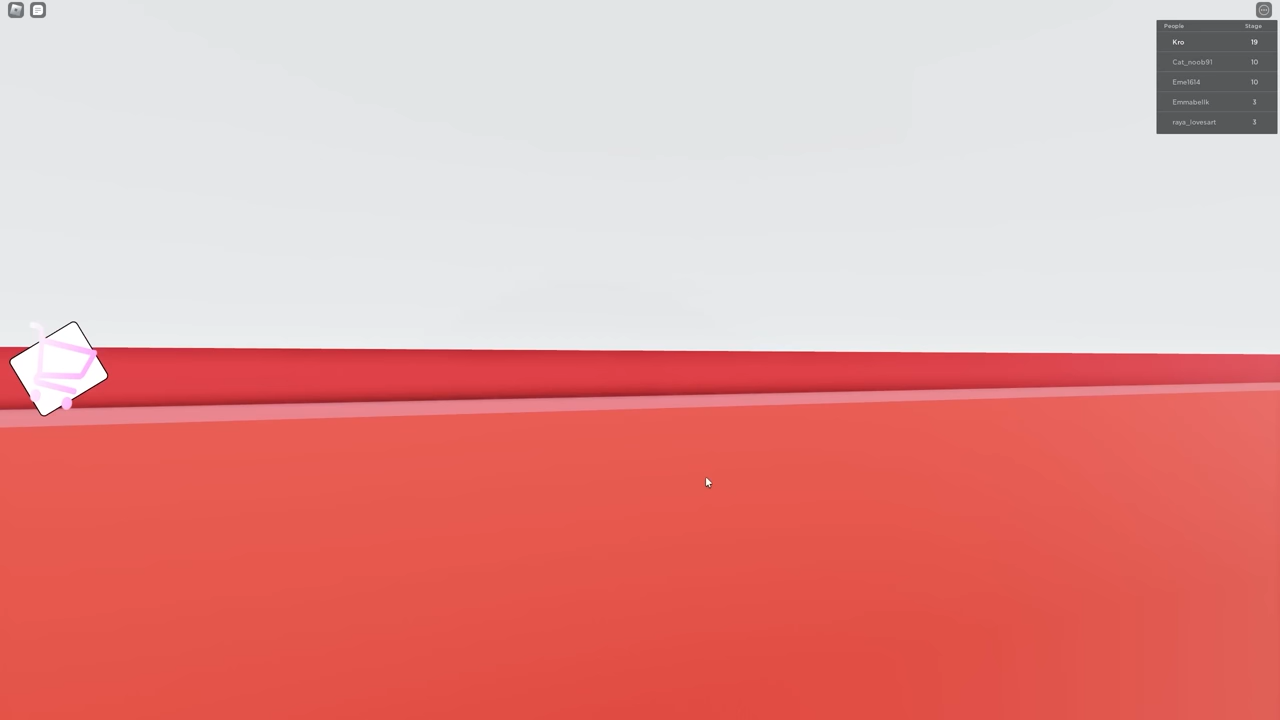 People Stage
Kro 19
Cat_noob91 10
Eme1614 10
Emmabellk 3
raya_lovesart 3